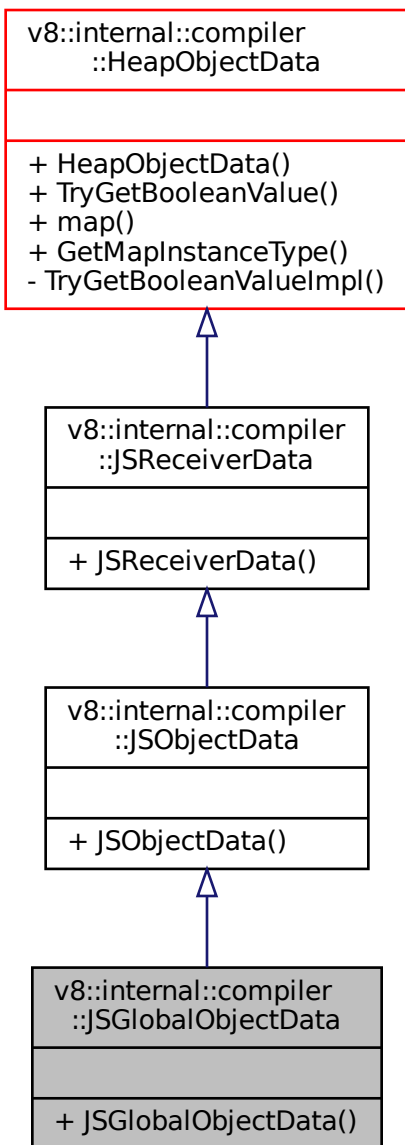 v8::internal::compiler
::HeapObjectData
+ HeapObjectData()
+ TryGetBooleanValue()
+ map()
+ GetMapInstanceType()
- TryGetBooleanValueImpl()
v8::internal::compiler
::JSReceiverData
+ JSReceiverData()
v8::internal::compiler
::JSObjectData
+ JSObjectData()
v8::internal::compiler
::JSGlobalObjectData
+ JSGlobalObjectData()